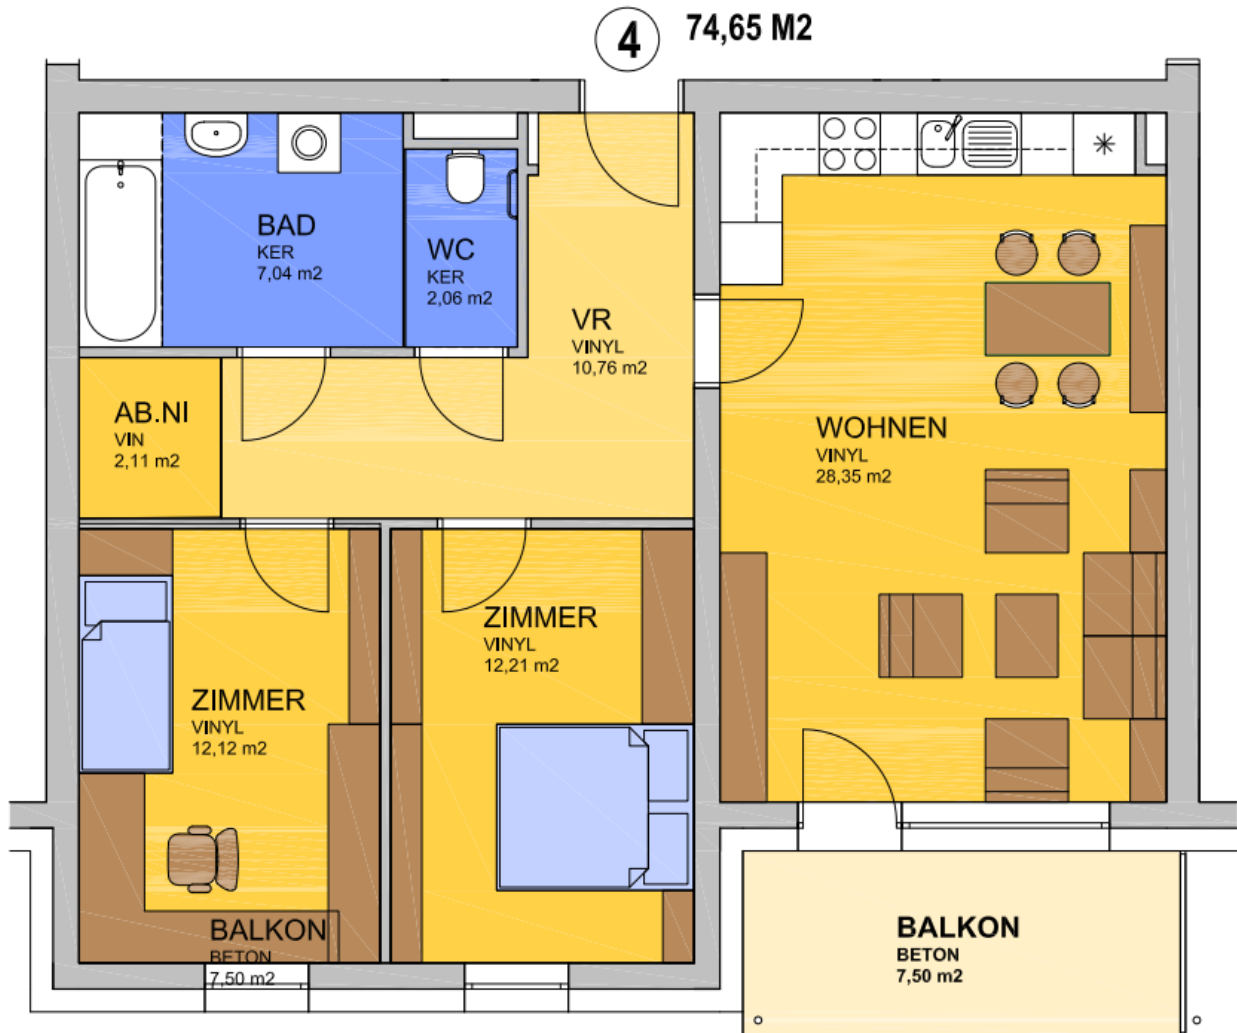 4
74,65 M2
BAD
KER
7,04 m2
WC
KER
2,06 m2
VR
VINYL
10,76 m2
AB.NI
VIN
2,11 m2
WOHNEN
VINYL
28,35 m2
ZIMMER
VINYL
12,21 m2
ZIMMER
VINYL
12,12 m2
BALKON
BETON
7,50 m2
BALKON
BETON
7,50 m2